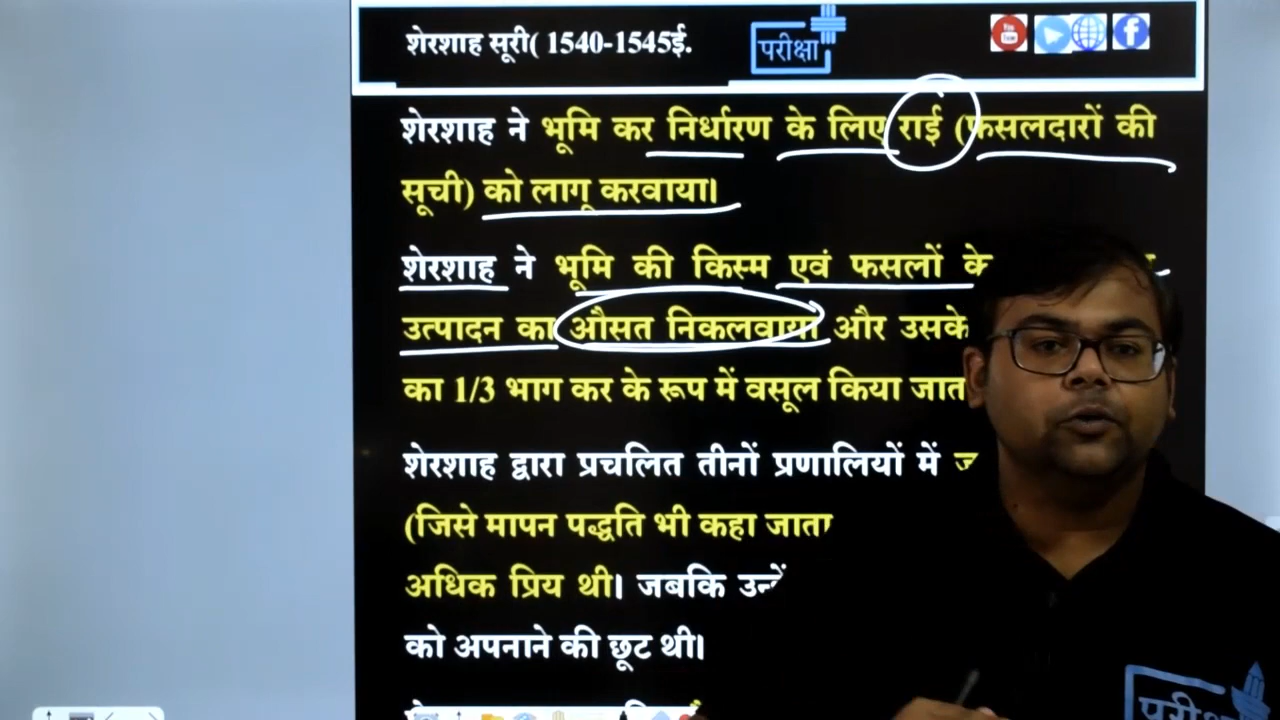 शेरशाह सूरी( 1540-1545ई.
परीक्षा
शेरशाह ने भूमि कर निर्धारण के लिए राई (फसलदारों की
सूची) को लागू करवाया।
शेरशाह ने भूमि की किस्म एवं फसलों के
उत्पादन का औसत निकलवाया और उसके
का 1/3 भाग कर के रूप में वसूल किया
शेरशाह द्वारा प्रचलित तीनों प्रणालियों में
(जिसे मापन पद्धति भी कहा जाता
अधिक प्रिय थी। जबकि उन्हें
को अपनाने की छूट थी।